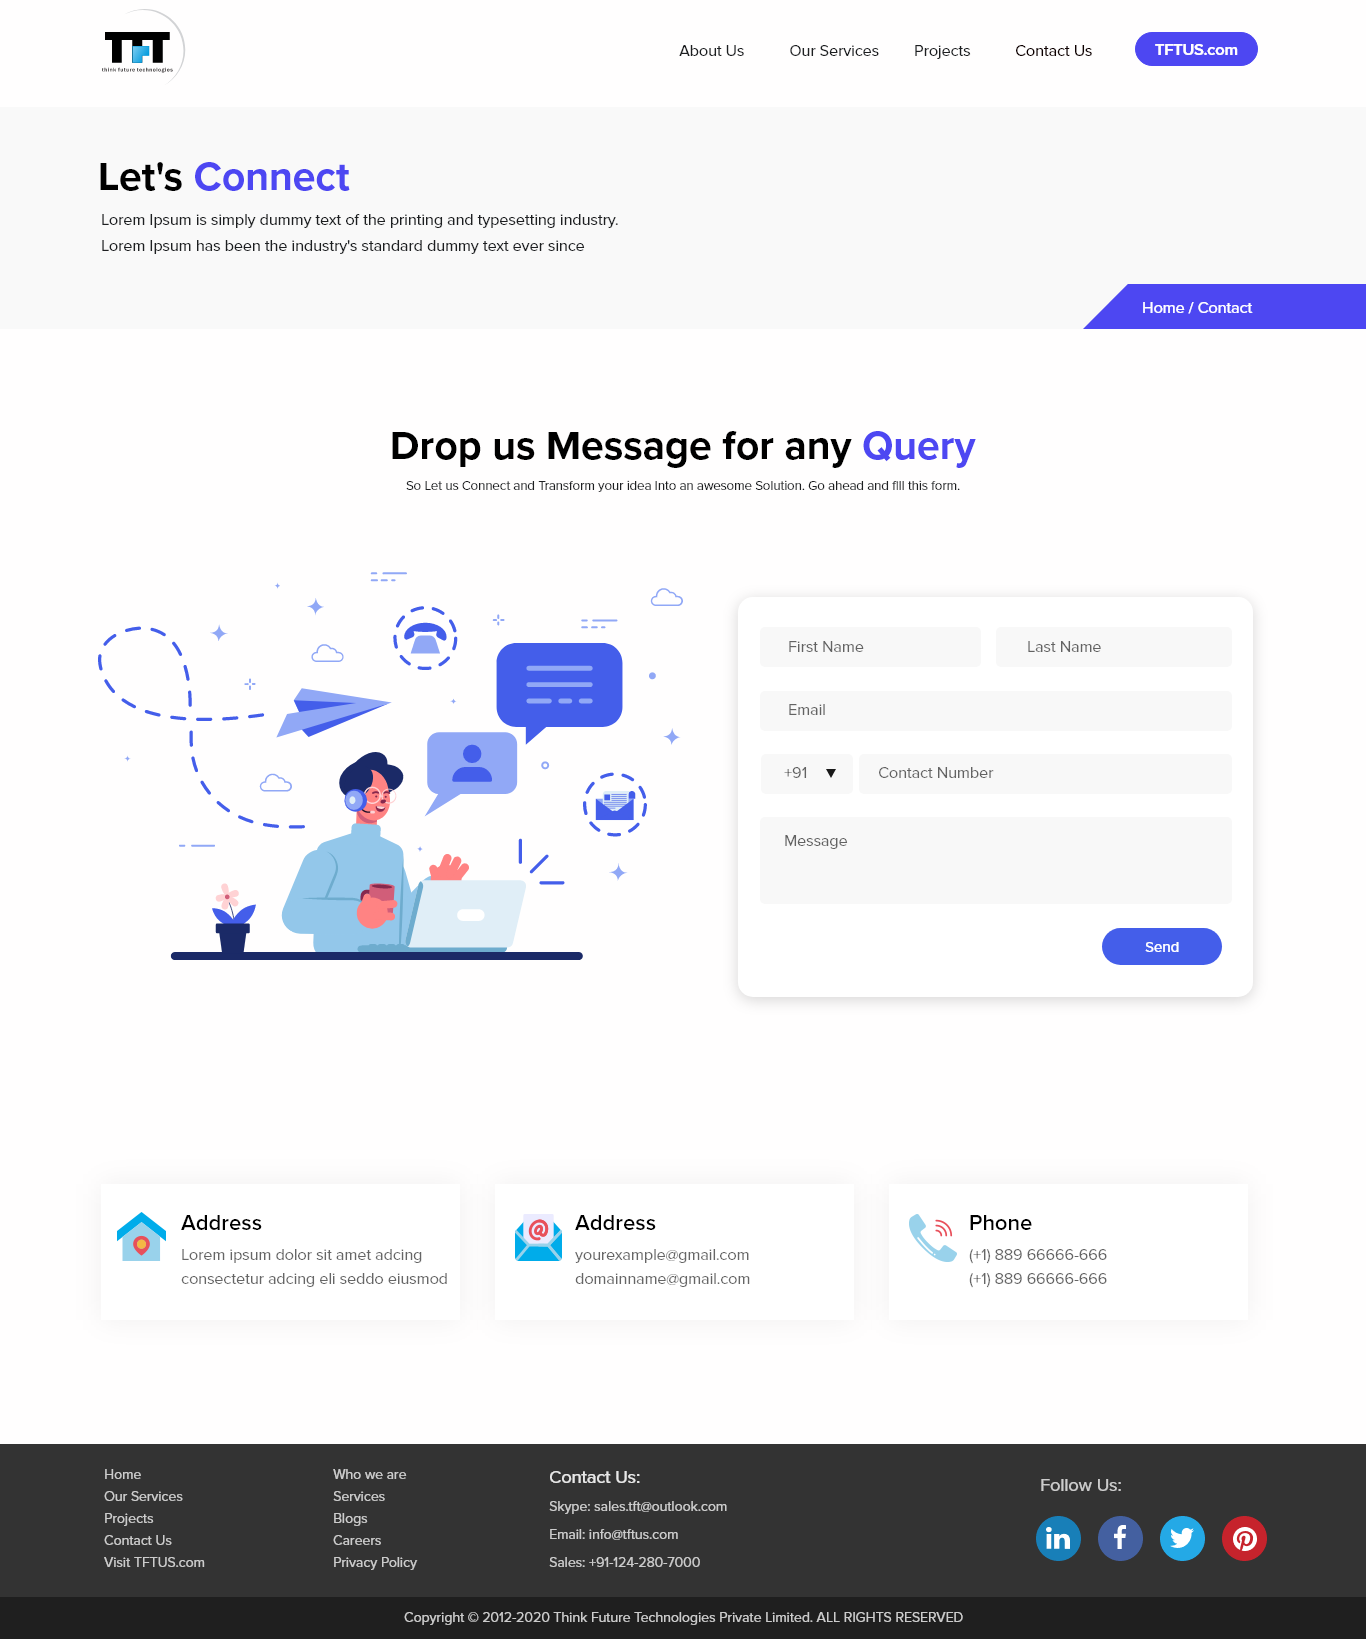 TFT
think future technologies
About Us
Our Services
Projects
Contact Us
TFTUS.com
Let's Connect
Lorem Ipsum is simply dummy text of the printing and typesetting industry.
Lorem Ipsum has been the industry's standard dummy text ever since
Home / Contact
Drop us Message for any Query
So Let us Connect and Transform your idea into an awesome Solution. Go ahead and fill this form.
First Name
Last Name
Email
+91
Contact Number
Message
Send
Address
Lorem ipsum dolor sit amet adcing
consectetur adcing eli seddo eiusmod
Address
yourexample@gmail.com
domainname@gmail.com
Phone
(+1) 889 66666-666
(+1) 889 66666-666
Home
Our Services
Projects
Contact Us
Visit TFTUS.com
Who we are
Services
Blogs
Careers
Privacy Policy
Contact Us:
Skype: sales.tft@outlook.com
Email: info@tftus.com
Sales: +91-124-280-7000
Follow Us:
Copyright © 2012-2020 Think Future Technologies Private Limited. ALL RIGHTS RESERVED